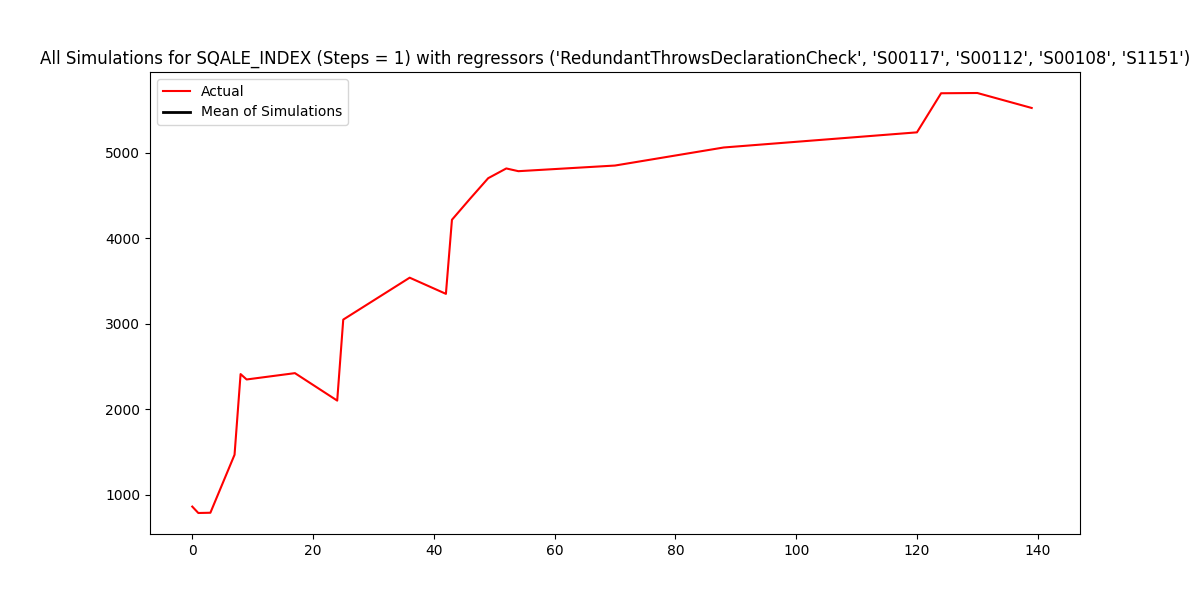 All Simulations for SQALE_INDEX (Steps = 1) with regressors ('RedundantThrowsDeclarationCheck', 'S00117', 'S00112', 'S00108', 'S1151')
Actual
Mean of Simulations
5000
4000
3000
2000
1000
0 20 40 60 80 100 120 140